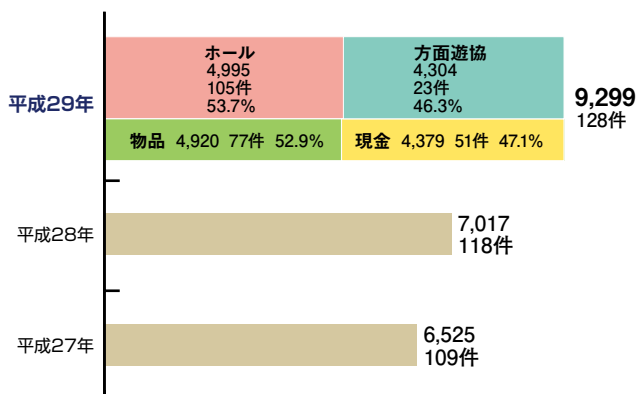 平成29年
ホール
4,995
105件
53.7%
方面遊協
4,304
23件
46.3%
物品 4,920 77件 52.9%
現金 4,379 51件 47.1%
9,299
128件
平成28年
7,017
118件
平成27年
6,525
109件